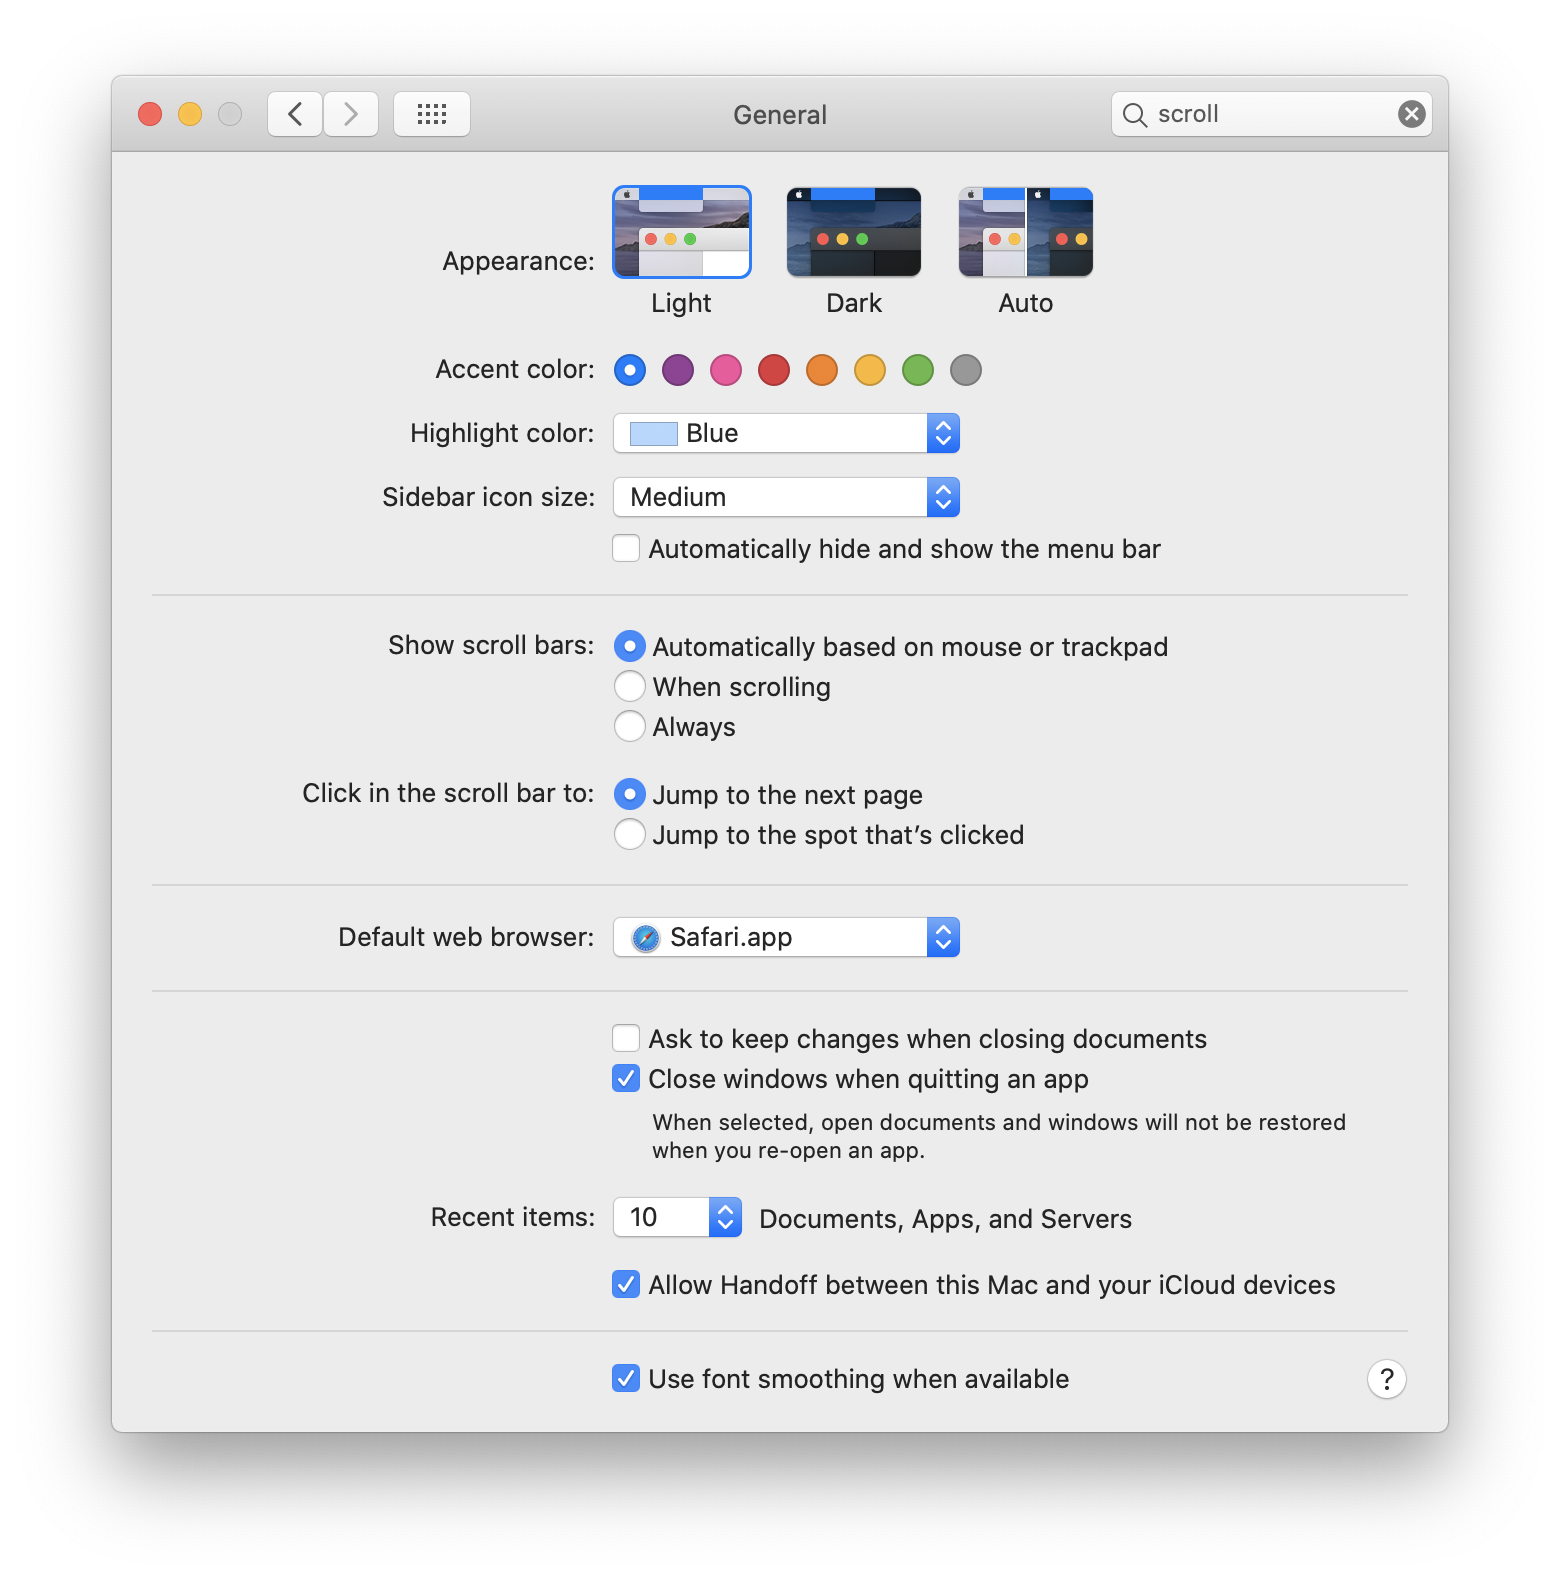 General
scroll
Appearance:
Light Dark Auto
Accent color:
Highlight color: Blue
Sidebar icon size: Medium
Automatically hide and show the menu bar
Show scroll bars: Automatically based on mouse or trackpad
When scrolling
Always
Click in the scroll bar to: Jump to the next page
Jump to the spot that’s clicked
Default web browser: Safari.app
Ask to keep changes when closing documents
Close windows when quitting an app
When selected, open documents and windows will not be restored
when you re-open an app.
Recent items: 10 Documents, Apps, and Servers
Allow Handoff between this Mac and your iCloud devices
Use font smoothing when available
?